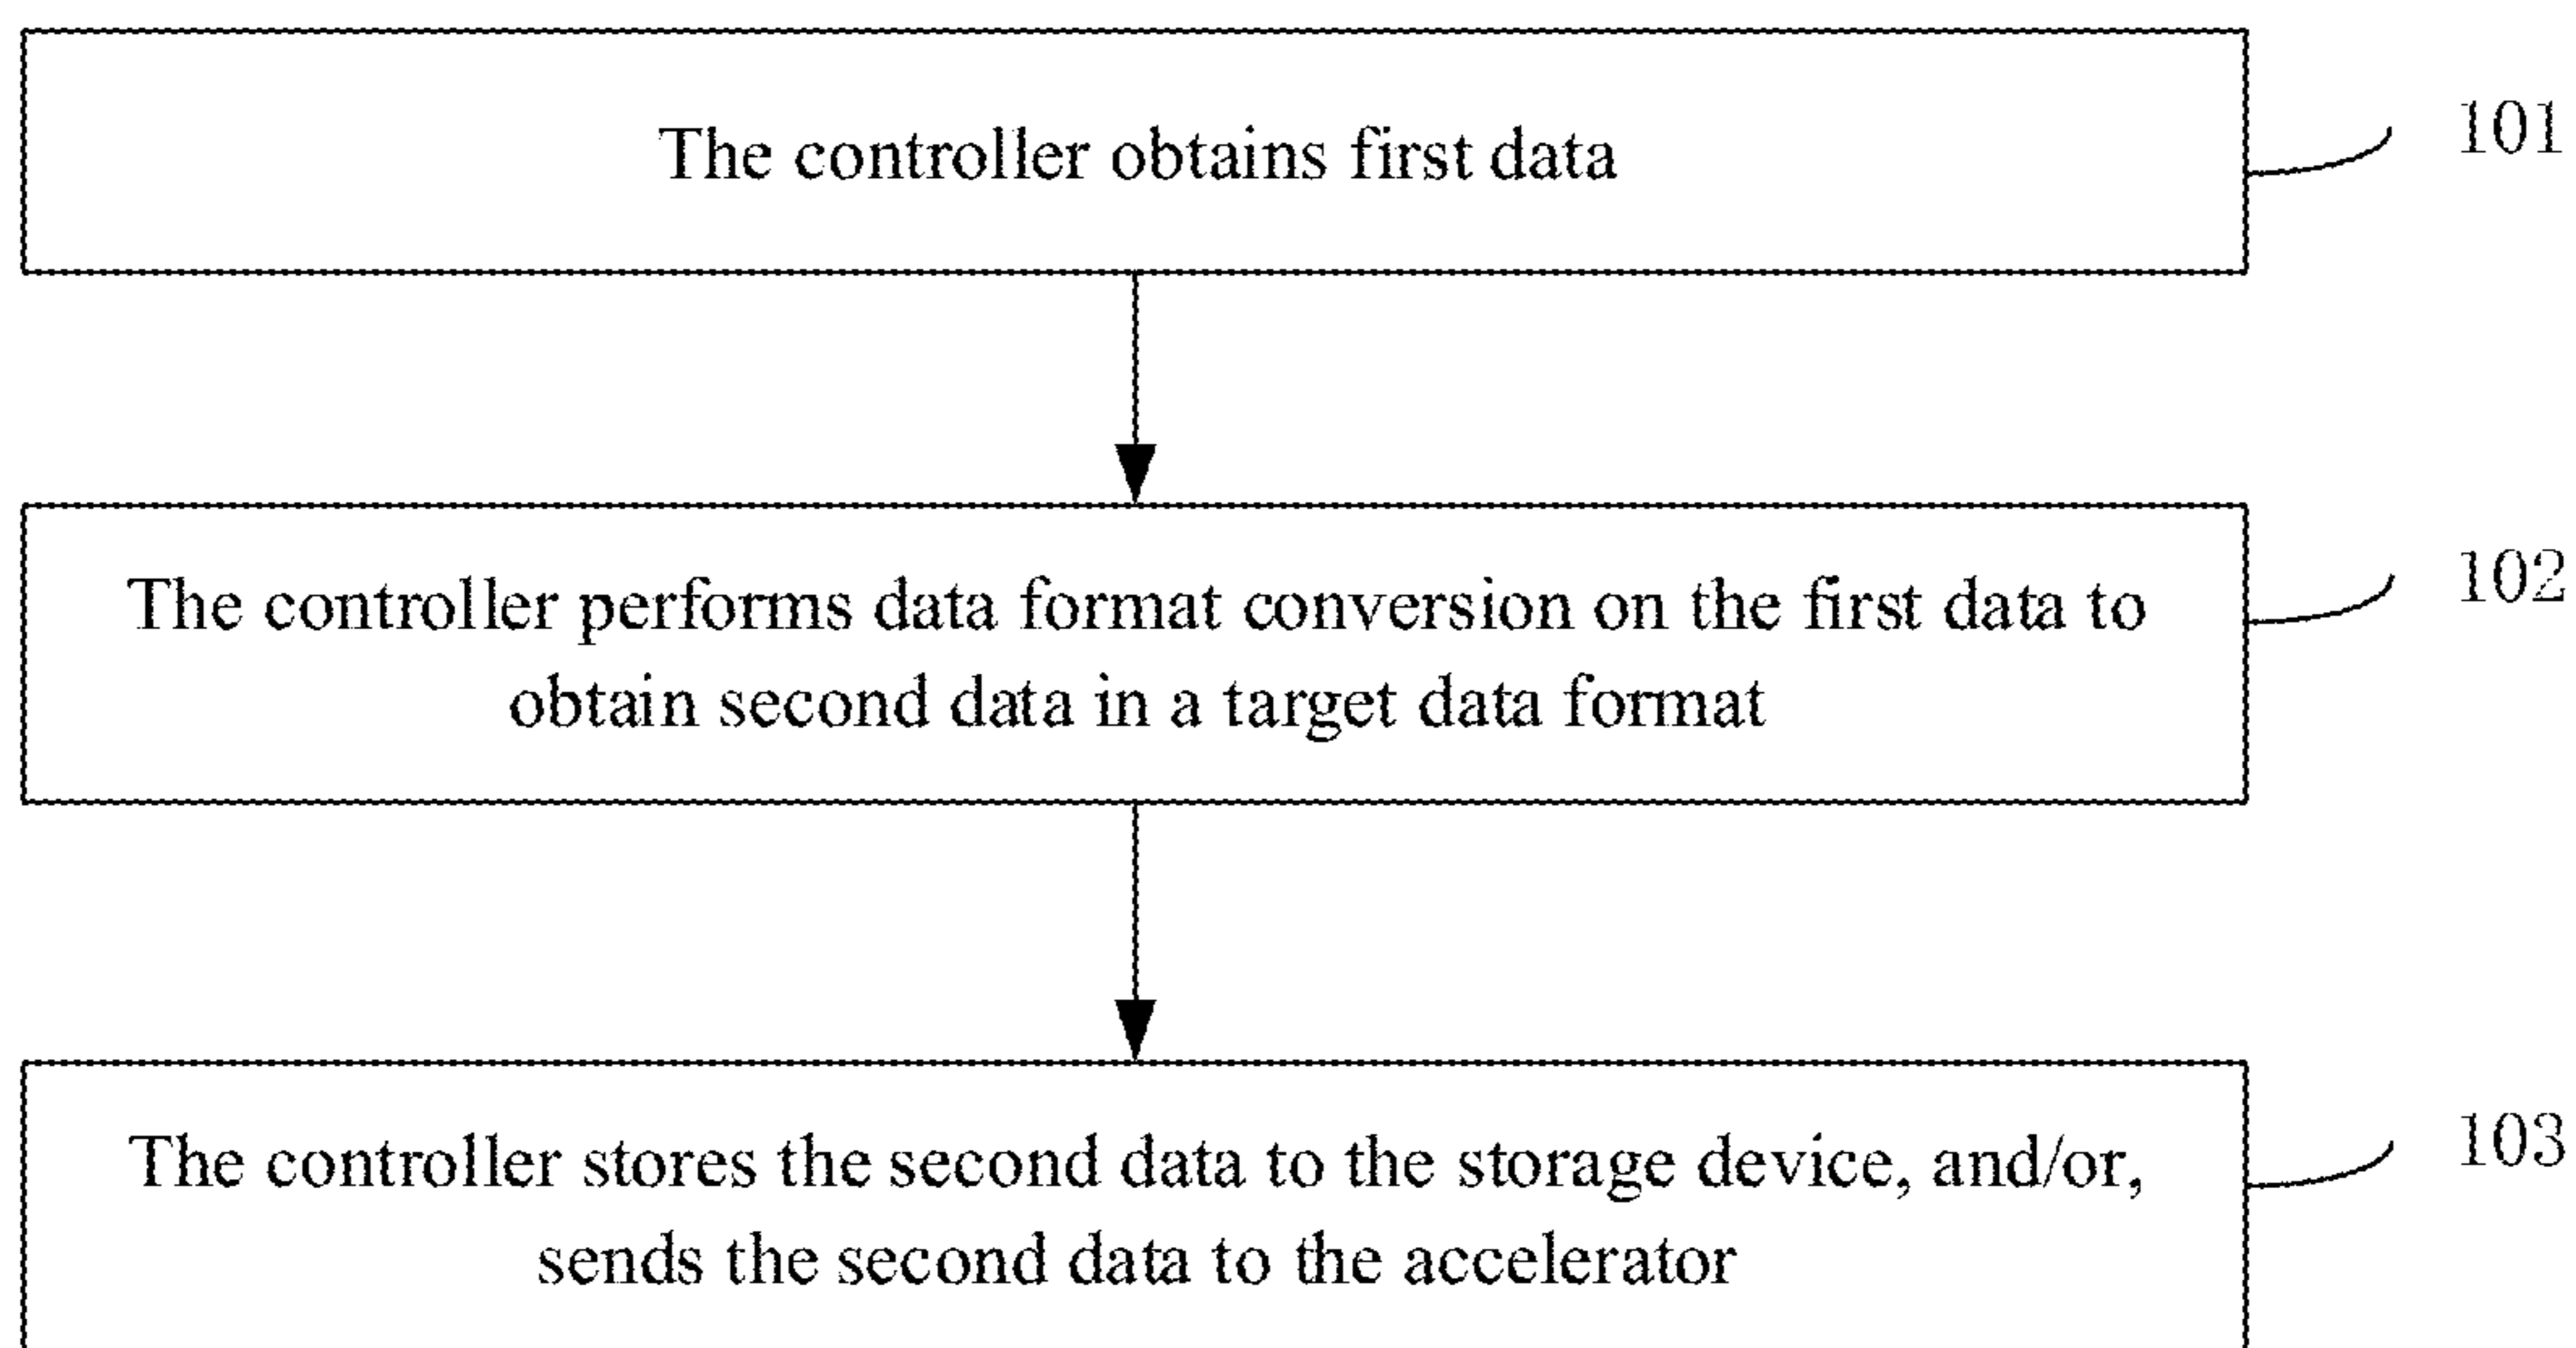 The controller obtains first data
101
The controller performs data format conversion on the first data to
obtain second data in a target data format
102
The controller stores the second data to the storage device, and/or,
sends the second data to the accelerator
103